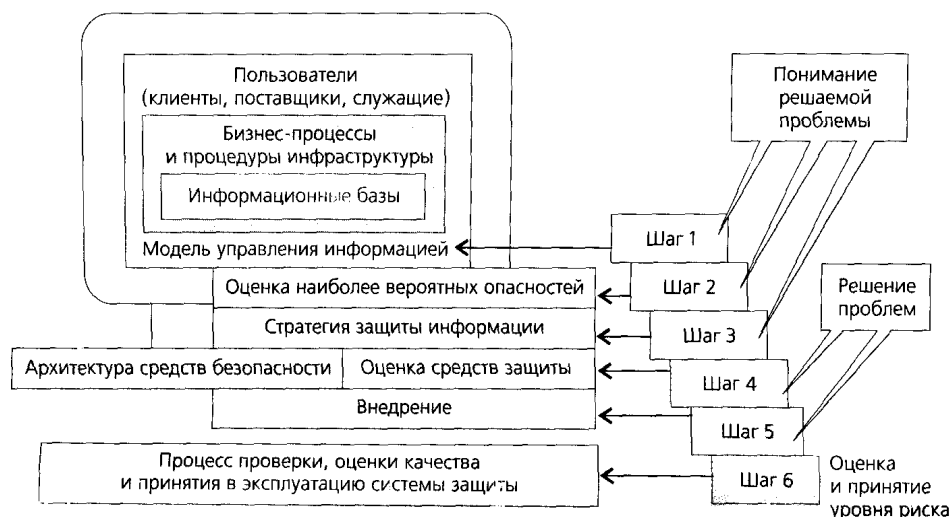 Пользователи
(клиенты, поставщики, служащие)
Бизнес-процессы
и процедуры инфраструктуры
Информационные базы
Модель управления информацией
Оценка наиболее вероятных опасностей
Стратегия защиты информации
Архитектура средств безопасности
Оценка средств защиты
Внедрение
Процесс проверки, оценки качества
и принятия в эксплуатацию системы защиты
Понимание
решаемой
проблемы
Шаг 1
Шаг 2
Шаг 3
Решение
проблем
Шаг 4
Шаг 5
Шаг 6
Оценка
и принятие
уровня риска